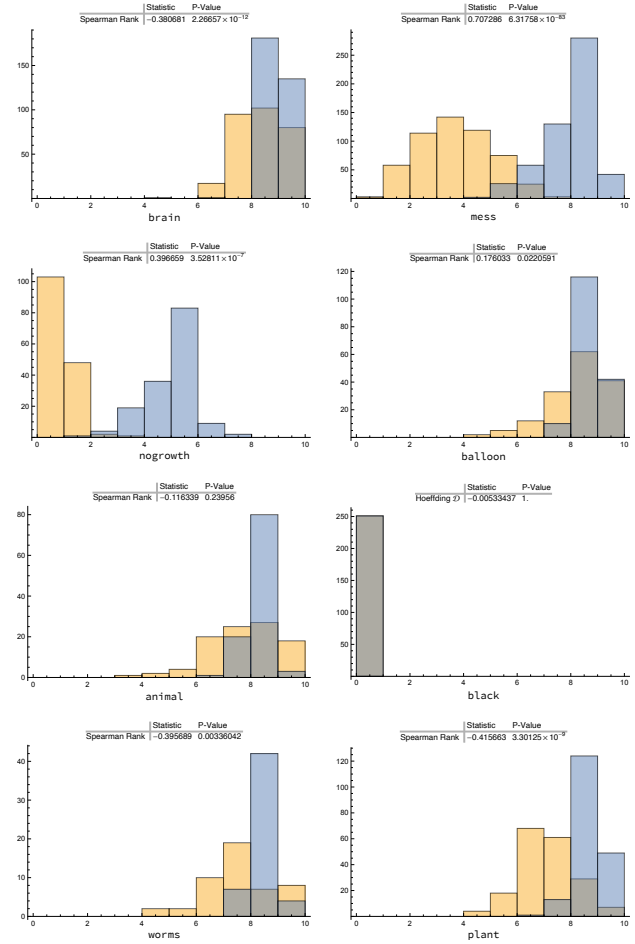 Statistic P-Value
Spearman Rank −0.380681 2.26657×10⁻¹²
150
100
50
0 2 4 6 8 10
brain
Statistic P-Value
Spearman Rank 0.707286 6.31758×10⁻⁸³
250
200
150
100
50
0 2 4 6 8 10
mess
Statistic P-Value
Spearman Rank 0.396659 3.52811×10⁻⁷
100
80
60
40
20
0 2 4 6 8 10
nogrowth
Statistic P-Value
Spearman Rank 0.176033 0.0220591
120
100
80
60
40
20
0 2 4 6 8 10
balloon
Statistic P-Value
Spearman Rank −0.116339 0.23956
80
60
40
20
0
0 2 4 6 8 10
animal
Statistic P-Value
Hoeffding 𝒟 −0.00533437 1.
250
200
150
100
50
0 2 4 6 8 10
black
Statistic P-Value
Spearman Rank −0.395689 0.00336042
40
30
20
10
0
0 2 4 6 8 10
worms
Statistic P-Value
Spearman Rank −0.415663 3.30125×10⁻⁹
120
100
80
60
40
20
0 2 4 6 8 10
plant